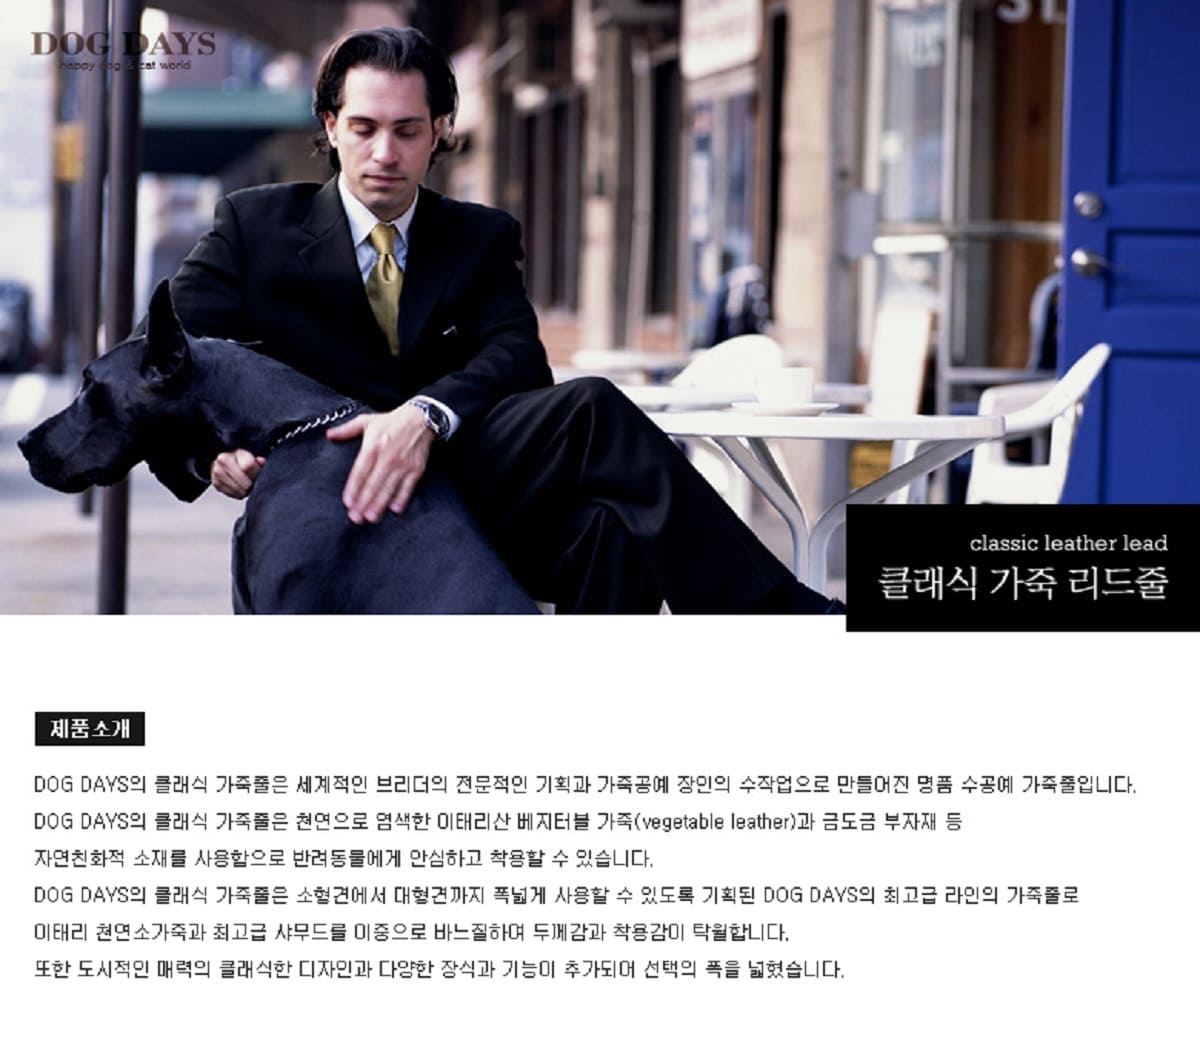 DOG DAYS
happy dog & cat world
classic leather lead
클래식 가죽 리드줄
제품소개
DOG DAYS의 클래식 가죽줄은 세계적인 브리더의 전문적인 기획과 가죽공예 장인의 수작업으로 만들어진 명품 수공예 가죽줄입니다.
DOG DAYS의 클래식 가죽줄은 천연으로 염색한 이태리산 베지터블 가죽(vegetable leather)과 금도금 부자재 등
자연친화적 소재를 사용함으로 반려동물에게 안심하고 착용할 수 있습니다.
DOG DAYS의 클래식 가죽줄은 소형견에서 대형견까지 폭넓게 사용할 수 있도록 기획된 DOG DAYS의 최고급 라인의 가죽줄로
이태리 천연소가죽과 최고급 샤무드를 이중으로 바느질하여 두께감과 착용감이 탁월합니다.
또한 도시적인 매력의 클래식한 디자인과 다양한 장식과 기능이 추가되어 선택의 폭을 넓혔습니다.